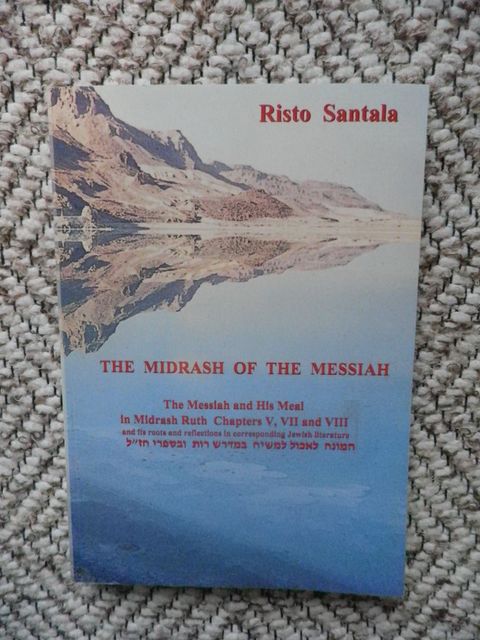 Risto Santala
THE MIDRASH OF THE MESSIAH
The Messiah and His Meal
in Midrash Ruth Chapters V, VII and VIII
and its roots and reflections in corresponding Jewish literature
המונח לאכול למשיח במדרש רות ובספרי חז״ל